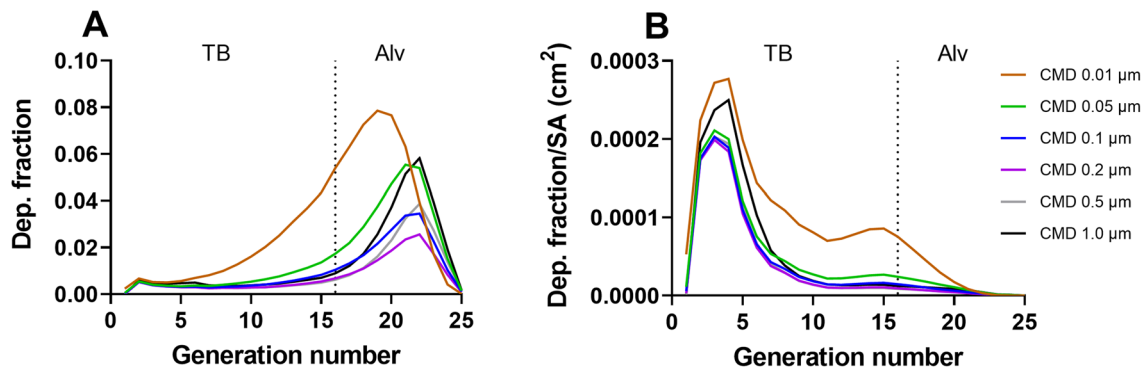 A
TB
Alv
Dep. fraction
0.10
0.08
0.06
0.04
0.02
0.00
0
5
10
15
20
25
Generation number
B
TB
Alv
Dep. fraction/SA (cm²)
0.0003
0.0002
0.0001
0.0000
0
5
10
15
20
25
Generation number
CMD 0.01 µm
CMD 0.05 µm
CMD 0.1 µm
CMD 0.2 µm
CMD 0.5 µm
CMD 1.0 µm